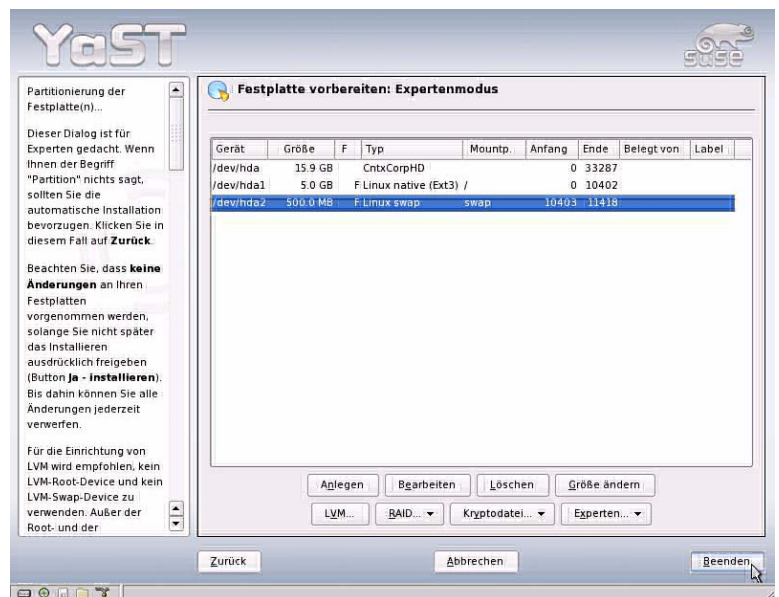 YaST
SUSE
Partitionierung der
Festplatte(n)...
Dieser Dialog ist für
Experten gedacht. Wenn
Ihnen der Begriff
"Partition" nichts sagt,
sollten Sie die
automatische Installation
bevorzugen. Klicken Sie in
diesem Fall auf Zurück.
Beachten Sie, dass keine
Änderungen an Ihren
Festplatten
vorgenommen werden,
solange Sie nicht später
das Installieren
ausdrücklich freigeben
(Button Ja - installieren).
Bis dahin können Sie alle
Änderungen jederzeit
verwerfen.
Für die Einrichtung von
LVM wird empfohlen, kein
LVM-Root-Device und kein
LVM-Swap-Device zu
verwenden. Außer der
Root- und der
Festplatte vorbereiten: Expertenmodus
Gerät Größe F Typ Mountp. Anfang Ende Belegt von Label
/dev/hda 15.9 GB CntxCorpHD 0 33287
/dev/hda1 5.0 GB F Linux native (Ext3) / 0 10402
/dev/hda2 500.0 MB F Linux swap swap 10403 11418
Anlegen Bearbeiten Löschen Größe ändern
LVM... RAID... Kryptodatei... Experten...
Zurück Abbrechen Beenden